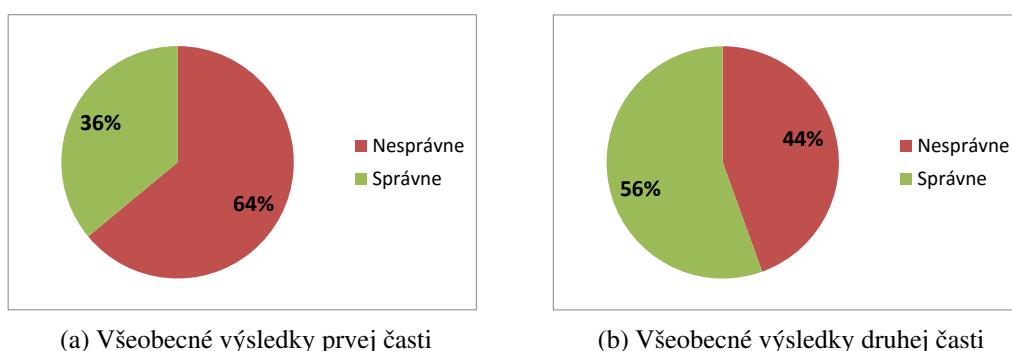 36%
64%
Nesprávne
Správne
(a) Všeobecné výsledky prvej časti
44%
56%
Nesprávne
Správne
(b) Všeobecné výsledky druhej časti